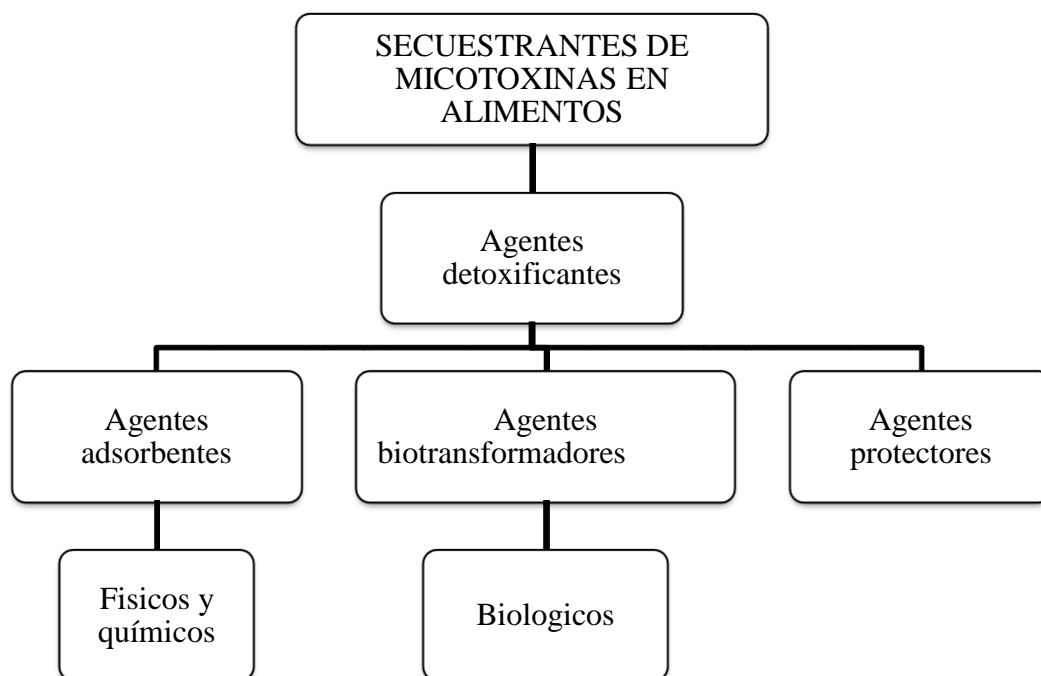 SECUESTRANTES DE
MICOTOXINAS EN
ALIMENTOS
Agentes
detoxificantes
Agentes
adsorbentes
Agentes
biotransformadores
Agentes
protectores
Fisicos y
químicos
Biologicos